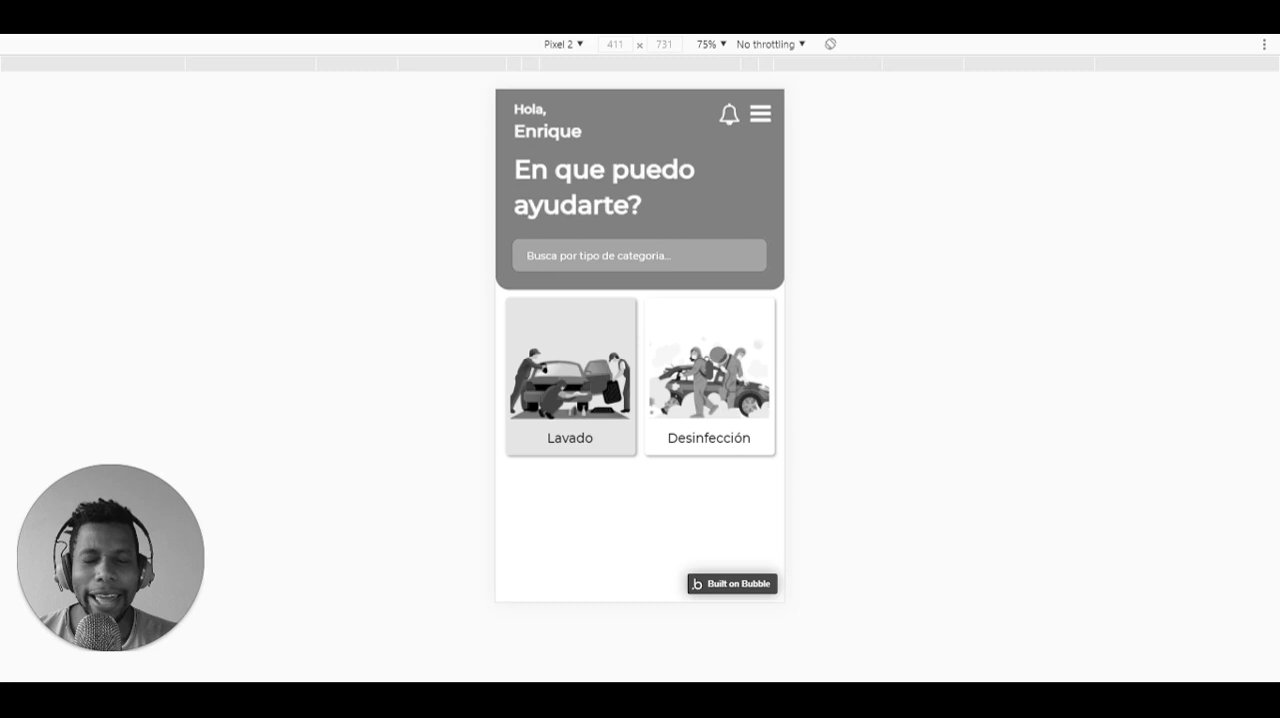 Pixel 2 411 x 731 75% No throttling
Hola,
Enrique
En que puedo
ayudarte?
Busca por tipo de categoria...
Lavado
Desinfección
Built on Bubble